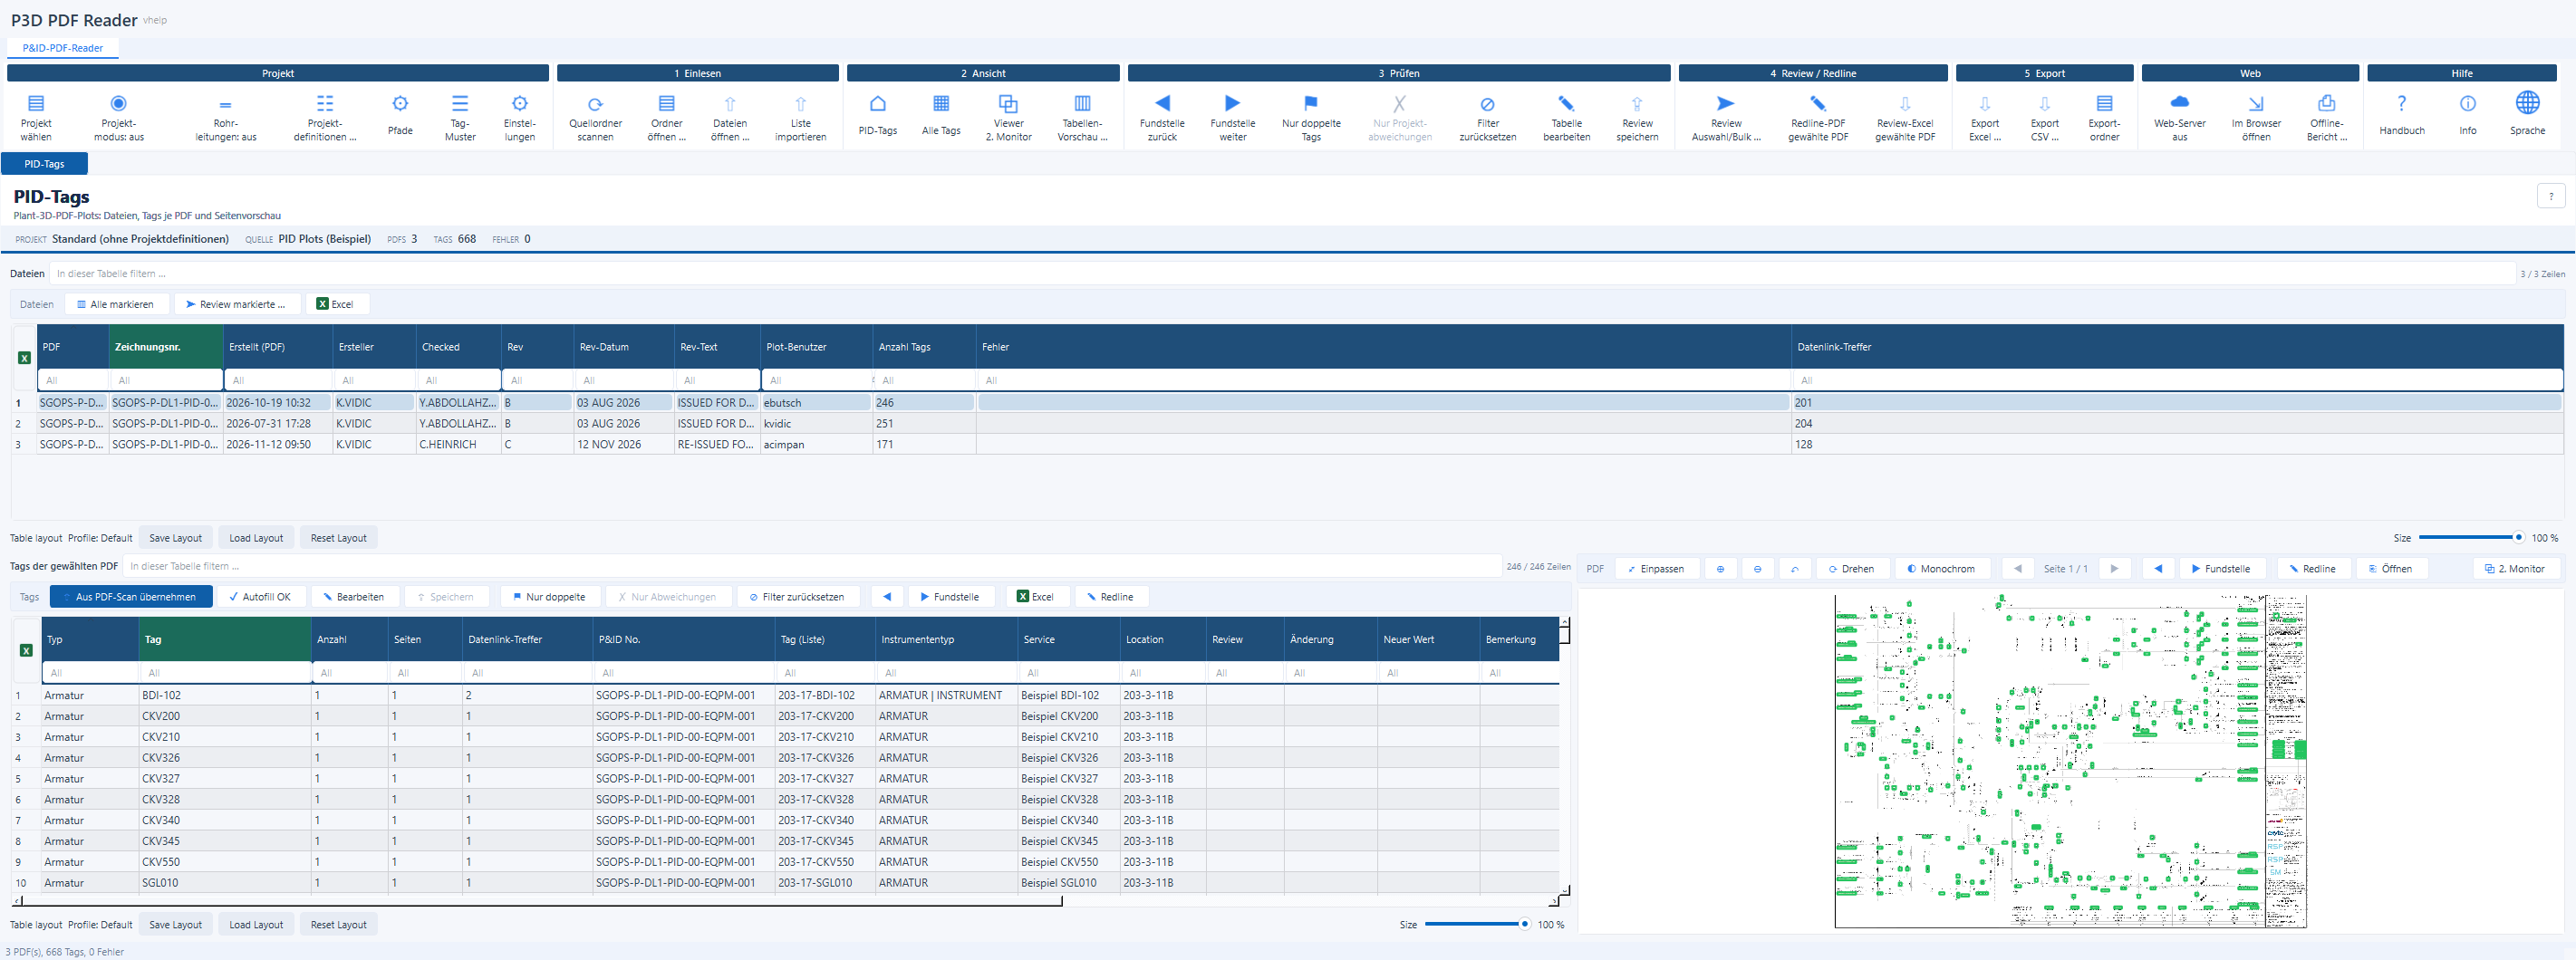 P3D PDF Reader vhelp
P&ID-PDF-Reader
Projekt
1 Einlesen
2 Ansicht
3 Prüfen
4 Review / Redline
5 Export
Web
Hilfe
Projekt wählen
Projekt-modus: aus
Rohr-leitungen: aus
Projekt-definitionen ...
Pfade
Tag-Muster
Einstel-lungen
Quellordner scannen
Ordner öffnen ...
Dateien öffnen ...
Liste importieren
PID-Tags
Alle Tags
Viewer 2. Monitor
Tabellen-Vorschau ...
Fundstelle zurück
Fundstelle weiter
Nur doppelte Tags
Nur Projekt-abweichungen
Filter zurücksetzen
Tabelle bearbeiten
Review speichern
Review Auswahl/Bulk ...
Redline-PDF gewählte PDF
Review-Excel gewählte PDF
Export Excel ...
Export CSV ...
Export-ordner
Web-Server aus
Im Browser öffnen
Offline-Bericht ...
Handbuch
Info
Sprache
PID-Tags
PID-Tags
?
Plant-3D-PDF-Plots: Dateien, Tags je PDF und Seitenvorschau
PROJEKT Standard (ohne Projektdefinitionen) QUELLE PID Plots (Beispiel) PDFS 3 TAGS 668 FEHLER 0
Dateien In dieser Tabelle filtern ... 3 / 3 Zeilen
Dateien Alle markieren Review markierte ... Excel
PDF Zeichnungsnr. Erstellt (PDF) Ersteller Checked Rev Rev-Datum Rev-Text Plot-Benutzer Anzahl Tags Fehler Datenlink-Treffer
All All All All All All All All All All All All
1 SGOPS-P-D... SGOPS-P-DL1-PID-0... 2026-10-19 10:32 K.VIDIC Y.ABDOLLAHZ... B 03 AUG 2026 ISSUED FOR D... ebutsch 246 201
2 SGOPS-P-D... SGOPS-P-DL1-PID-0... 2026-07-31 17:28 K.VIDIC Y.ABDOLLAHZ... B 03 AUG 2026 ISSUED FOR D... kvidic 251 204
3 SGOPS-P-D... SGOPS-P-DL1-PID-0... 2026-11-12 09:50 K.VIDIC C.HEINRICH C 12 NOV 2026 RE-ISSUED FO... acimpan 171 128
Table layout Profile: Default Save Layout Load Layout Reset Layout Size 100 %
Tags der gewählten PDF In dieser Tabelle filtern ... 246 / 246 Zeilen
PDF Einpassen Drehen Monochrom Seite 1 / 1 Fundstelle Redline Öffnen 2. Monitor
Tags Aus PDF-Scan übernehmen Autofill OK Bearbeiten Speichern Nur doppelte Nur Abweichungen Filter zurücksetzen Fundstelle Excel Redline
Typ Tag Anzahl Seiten Datenlink-Treffer P&ID No. Tag (Liste) Instrumententyp Service Location Review Änderung Neuer Wert Bemerkung
All All All All All All All All All All All All All All
1 Armatur BDI-102 1 1 2 SGOPS-P-DL1-PID-00-EQPM-001 203-17-BDI-102 ARMATUR | INSTRUMENT Beispiel BDI-102 203-3-11B
2 Armatur CKV200 1 1 1 SGOPS-P-DL1-PID-00-EQPM-001 203-17-CKV200 ARMATUR Beispiel CKV200 203-3-11B
3 Armatur CKV210 1 1 1 SGOPS-P-DL1-PID-00-EQPM-001 203-17-CKV210 ARMATUR Beispiel CKV210 203-3-11B
4 Armatur CKV326 1 1 1 SGOPS-P-DL1-PID-00-EQPM-001 203-17-CKV326 ARMATUR Beispiel CKV326 203-3-11B
5 Armatur CKV327 1 1 1 SGOPS-P-DL1-PID-00-EQPM-001 203-17-CKV327 ARMATUR Beispiel CKV327 203-3-11B
6 Armatur CKV328 1 1 1 SGOPS-P-DL1-PID-00-EQPM-001 203-17-CKV328 ARMATUR Beispiel CKV328 203-3-11B
7 Armatur CKV340 1 1 1 SGOPS-P-DL1-PID-00-EQPM-001 203-17-CKV340 ARMATUR Beispiel CKV340 203-3-11B
8 Armatur CKV345 1 1 1 SGOPS-P-DL1-PID-00-EQPM-001 203-17-CKV345 ARMATUR Beispiel CKV345 203-3-11B
9 Armatur CKV550 1 1 1 SGOPS-P-DL1-PID-00-EQPM-001 203-17-CKV550 ARMATUR Beispiel CKV550 203-3-11B
10 Armatur SGL010 1 1 1 SGOPS-P-DL1-PID-00-EQPM-001 203-17-SGL010 ARMATUR Beispiel SGL010 203-3-11B
Table layout Profile: Default Save Layout Load Layout Reset Layout Size 100 %
3 PDF(s), 668 Tags, 0 Fehler